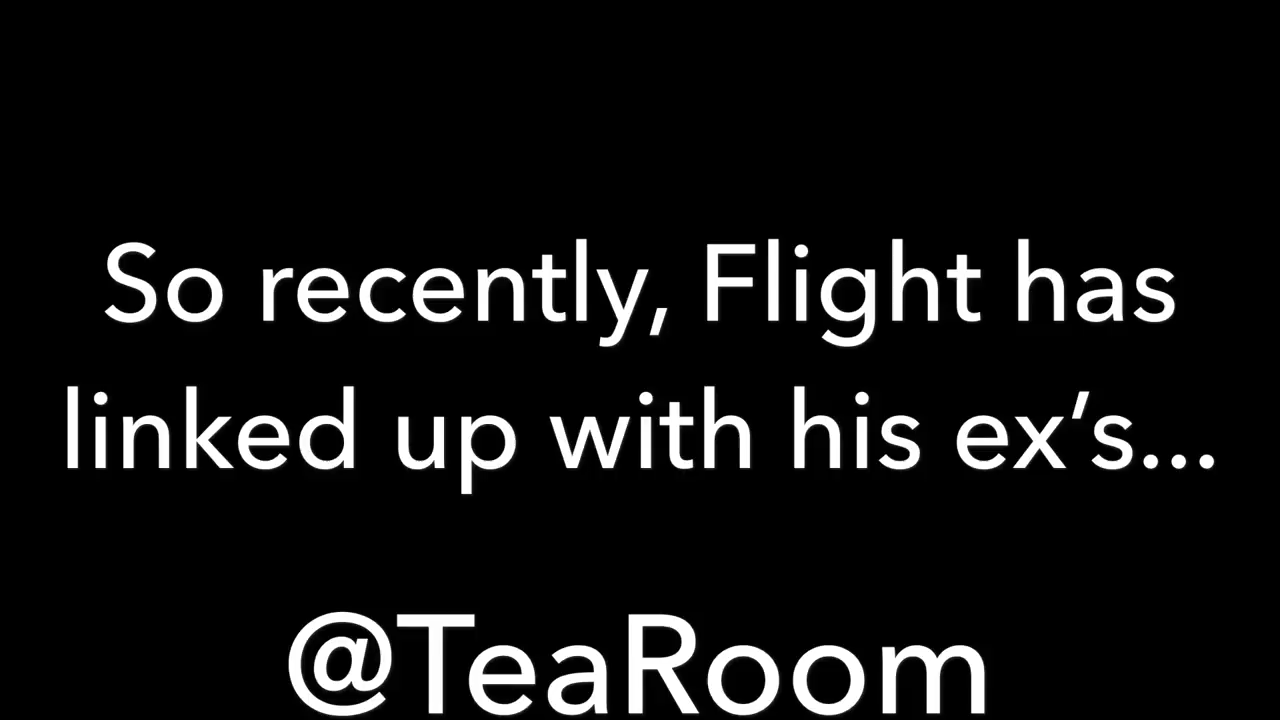 So recently, Flight has
linked up with his ex’s...
@TeaRoom